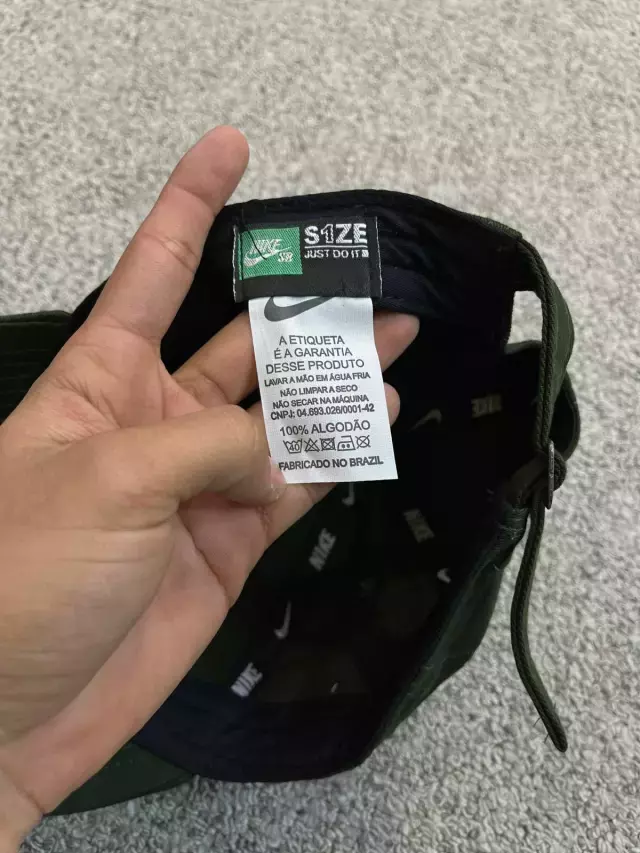 NIKE
SB
S1ZE
JUST DO IT
A ETIQUETA
É A GARANTIA
DESSE PRODUTO
LAVAR A MÃO EM ÁGUA FRIA
NÃO LIMPAR A SECO
NÃO SECAR NA MÁQUINA
CNPJ: 04.693.026/0001-42
100% ALGODÃO
40
FABRICADO NO BRAZIL
NIKE
NIKE
NIKE
NIKE